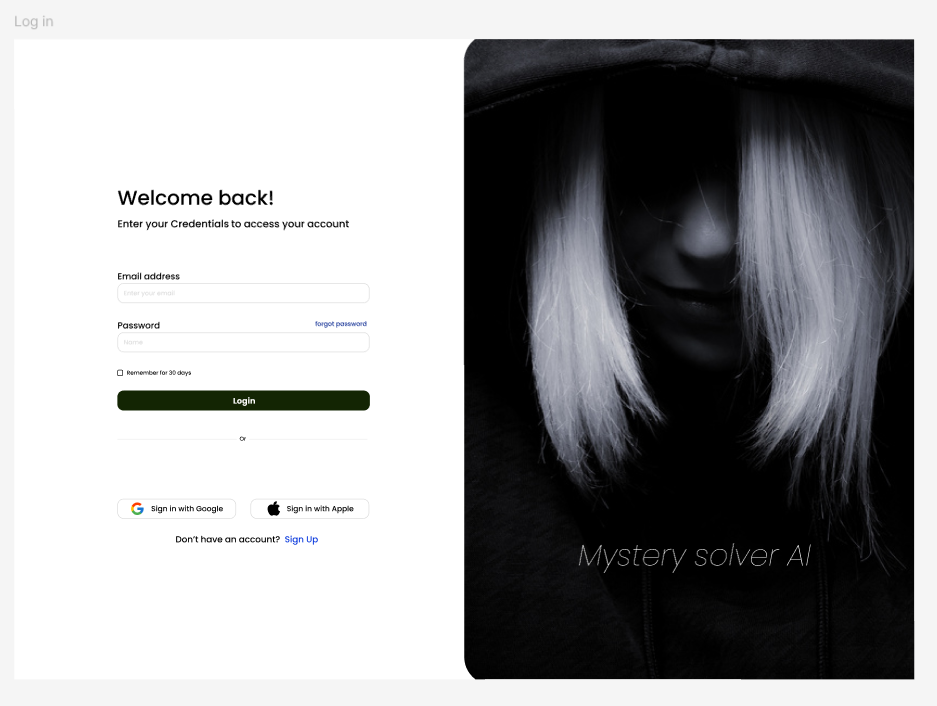 Log in
Welcome back!
Enter your Credentials to access your account
Email address
Enter your email
Password
forgot password
Name
Remember for 30 days
Login
Or
Sign in with Google
Sign in with Apple
Don’t have an account? Sign Up
Mystery solver AI